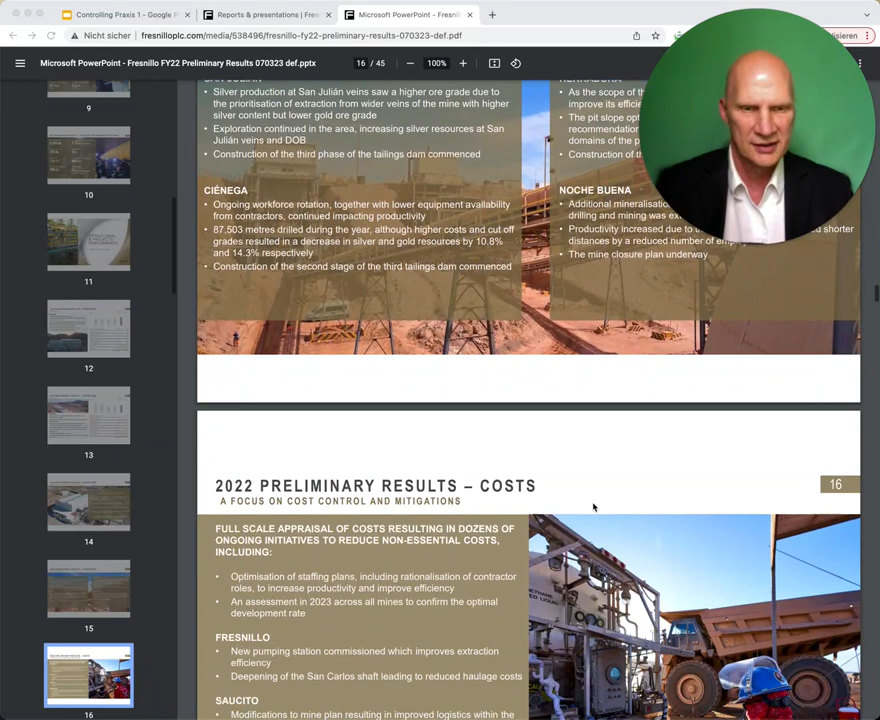 Controlling Praxis 1 - Google P
Reports & presentations | Fres
Microsoft PowerPoint - Fresnill
Nicht sicher | fresnilloplc.com/media/538496/fresnillo-fy22-preliminary-results-070323-def.pdf
Microsoft PowerPoint - Fresnillo FY22 Preliminary Results 070323 def.pptx
16 / 45
100%
9
10
11
12
13
14
15
16
• Silver production at San Julián veins saw a higher ore grade due to
the prioritisation of extraction from wider veins of the mine with higher
silver content but lower gold ore grade
• Exploration continued in the area, increasing silver resources at San
Julián veins and DOB
• Construction of the third phase of the tailings dam commenced
CIÉNEGA
• Ongoing workforce rotation, together with lower equipment availability
from contractors, continued impacting productivity
• 87,503 metres drilled during the year, although higher costs and cut off
grades resulted in a decrease in silver and gold resources by 10.8%
and 14.3% respectively
• Construction of the second stage of the third tailings dam commenced
• As the scope of th
improve its efficie
• The pit slope opt
recommendation
domains of the p
• Construction of th
NOCHE BUENA
• Additional mineralisation
drilling and mining was ex
• Productivity increased due to th
shorter
distances by a reduced number of
• The mine closure plan underway
2022 PRELIMINARY RESULTS – COSTS
16
A FOCUS ON COST CONTROL AND MITIGATIONS
FULL SCALE APPRAISAL OF COSTS RESULTING IN DOZENS OF
ONGOING INITIATIVES TO REDUCE NON-ESSENTIAL COSTS,
INCLUDING:
• Optimisation of staffing plans, including rationalisation of contractor
roles, to increase productivity and improve efficiency
• An assessment in 2023 across all mines to confirm the optimal
development rate
FRESNILLO
• New pumping station commissioned which improves extraction
efficiency
• Deepening of the San Carlos shaft leading to reduced haulage costs
SAUCITO
• Modifications to mine plan resulting in improved logistics within the